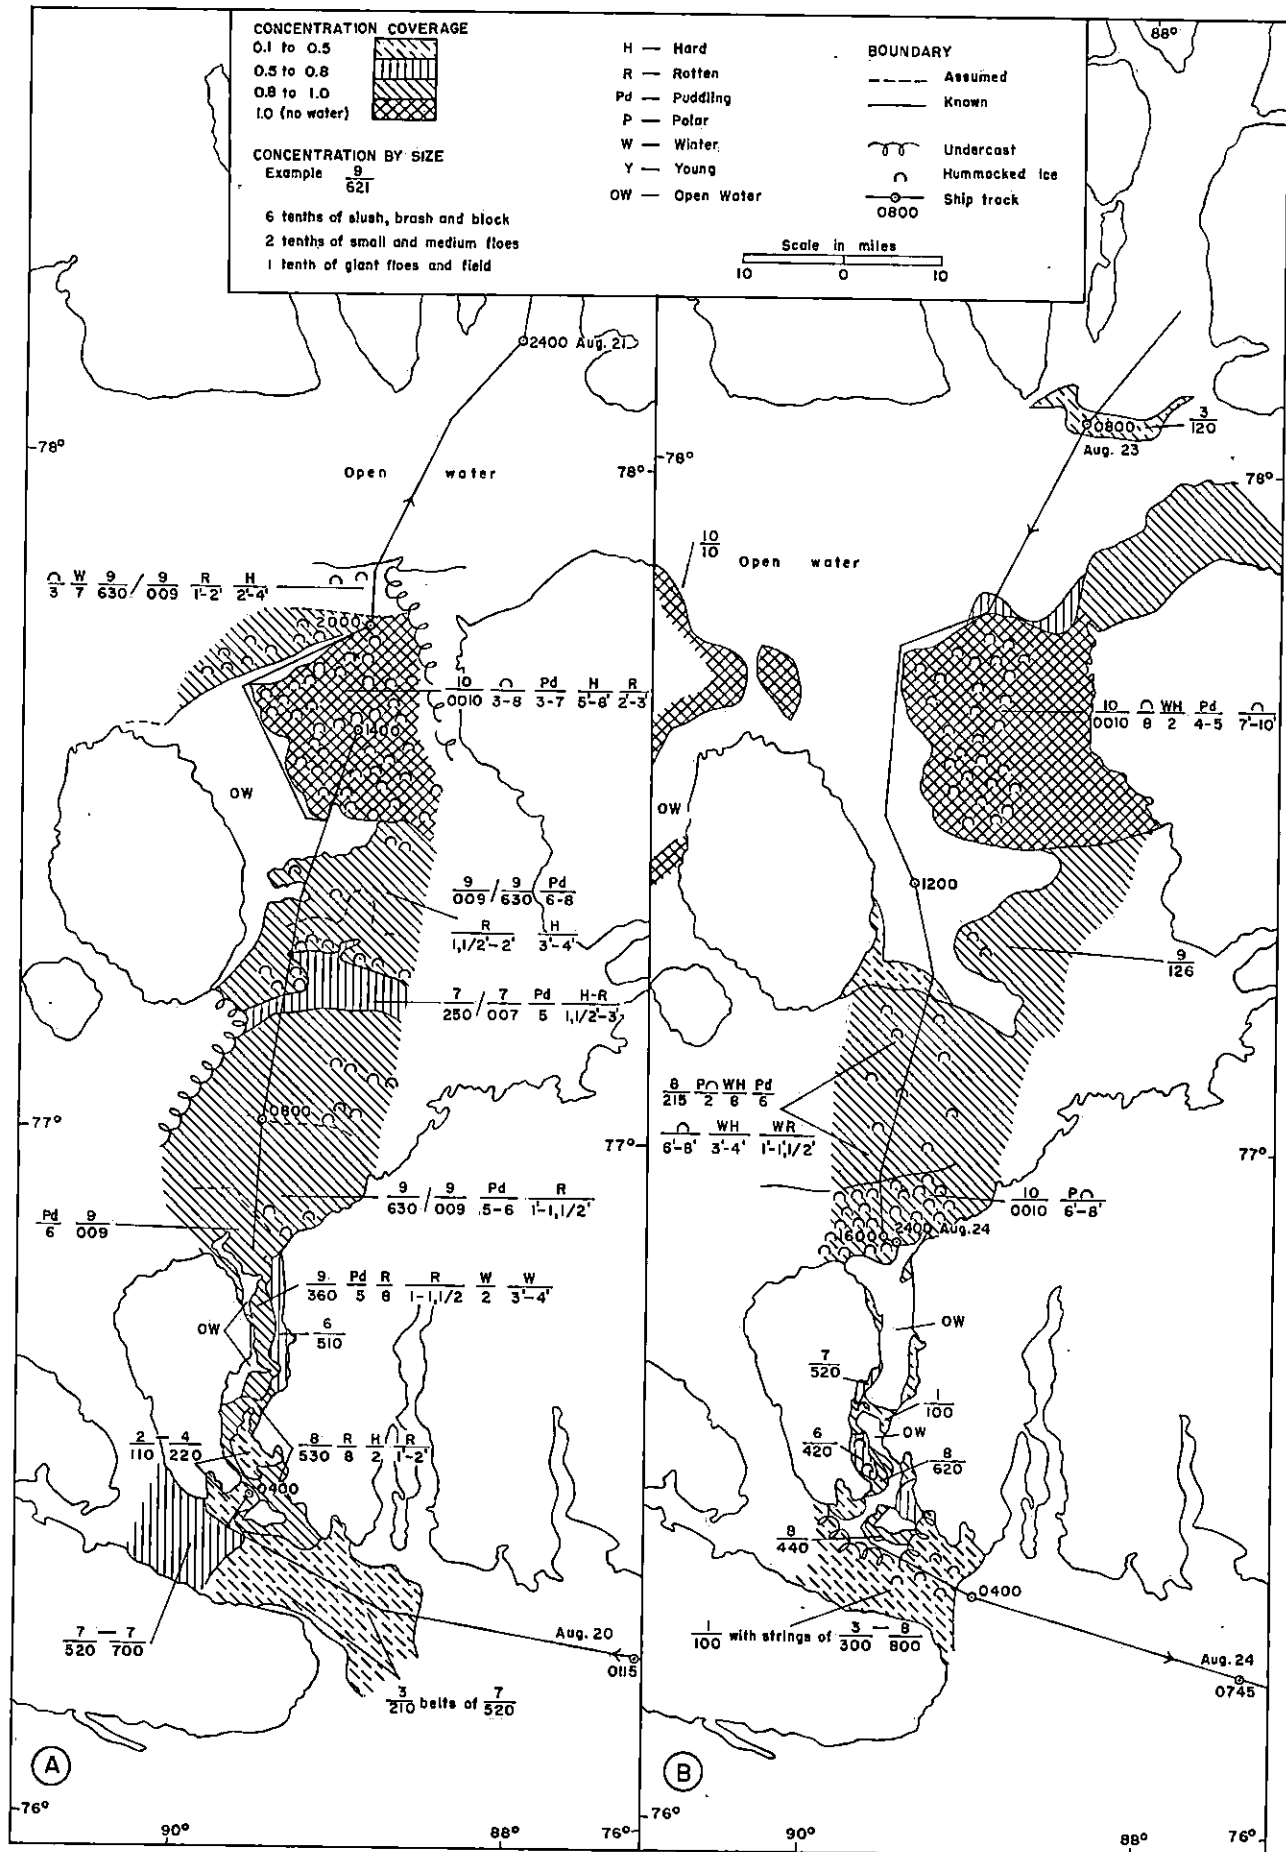 CONCENTRATION COVERAGE
0.1 to 0.5
0.5 to 0.8
0.8 to 1.0
1.0 (no water)
CONCENTRATION BY SIZE
Example 9/621
6 tenths of slush, brash and block
2 tenths of small and medium floes
1 tenth of giant floes and field
H — Hard
R — Rotten
Pd — Puddling
P — Polar
W — Winter
Y — Young
OW — Open Water
BOUNDARY
Assumed
Known
Undercast
Hummocked Ice
Ship track
0800
Scale in miles
10 0 10
2400 Aug. 21
78°
Open water
78°
3 W/7 9/630 / 9/009 R/1'-2' H/2'-4'
2000
10/0010 3-8 Pd/3-7 H/5'-8' R/2'-3'
1400
OW
9/009 / 9/630 Pd/6-8
R/1,1/2'-2' H/3'-4'
7/250 / 7/007 Pd/5 H-R/1,1/2'-3'
0800
77°
9/630 / 9/009 Pd/5-6 R/1'-1,1/2'
Pd/6 9/009
9/360 Pd/5 R/8 R/1-1,1/2 W/2 W/3'-4'
OW
6/510
2/110 — 4/220
8/530 R/8 H/2 R/1'-2'
0400
7/520 — 7/700
Aug. 20
0115
3/210 belts of 7/520
A
76°
90°
88°
76°
88°
3/120
0800
Aug. 23
78°
78°
10/10
Open water
10/0010 8 WH/2 Pd/4-5 7'-10'
OW
1200
9/126
8/215 P/2 WH/8 Pd/6
6'-8' WH/3'-4' WR/1'-1,1/2'
77°
77°
10/0010 P/6'-8'
1600
2400 Aug. 24
OW
7/520
1/100
OW
6/420
8/620
8/440
0400
1/100 with strings of 3/300 — 8/800
Aug. 24
0745
B
76°
90°
88°
76°